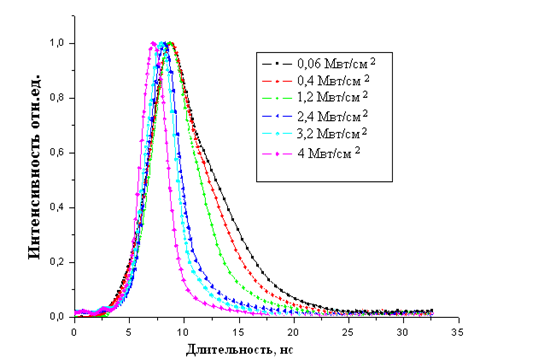 Интенсивность отн.ед.
1,0
0,8
0,6
0,4
0,2
0,0
0,06 Мвт/см 2
0,4 Мвт/см 2
1,2 Мвт/см 2
2,4 Мвт/см 2
3,2 Мвт/см 2
4 Мвт/см 2
0 5 10 15 20 25 30 35
Длительность, нс